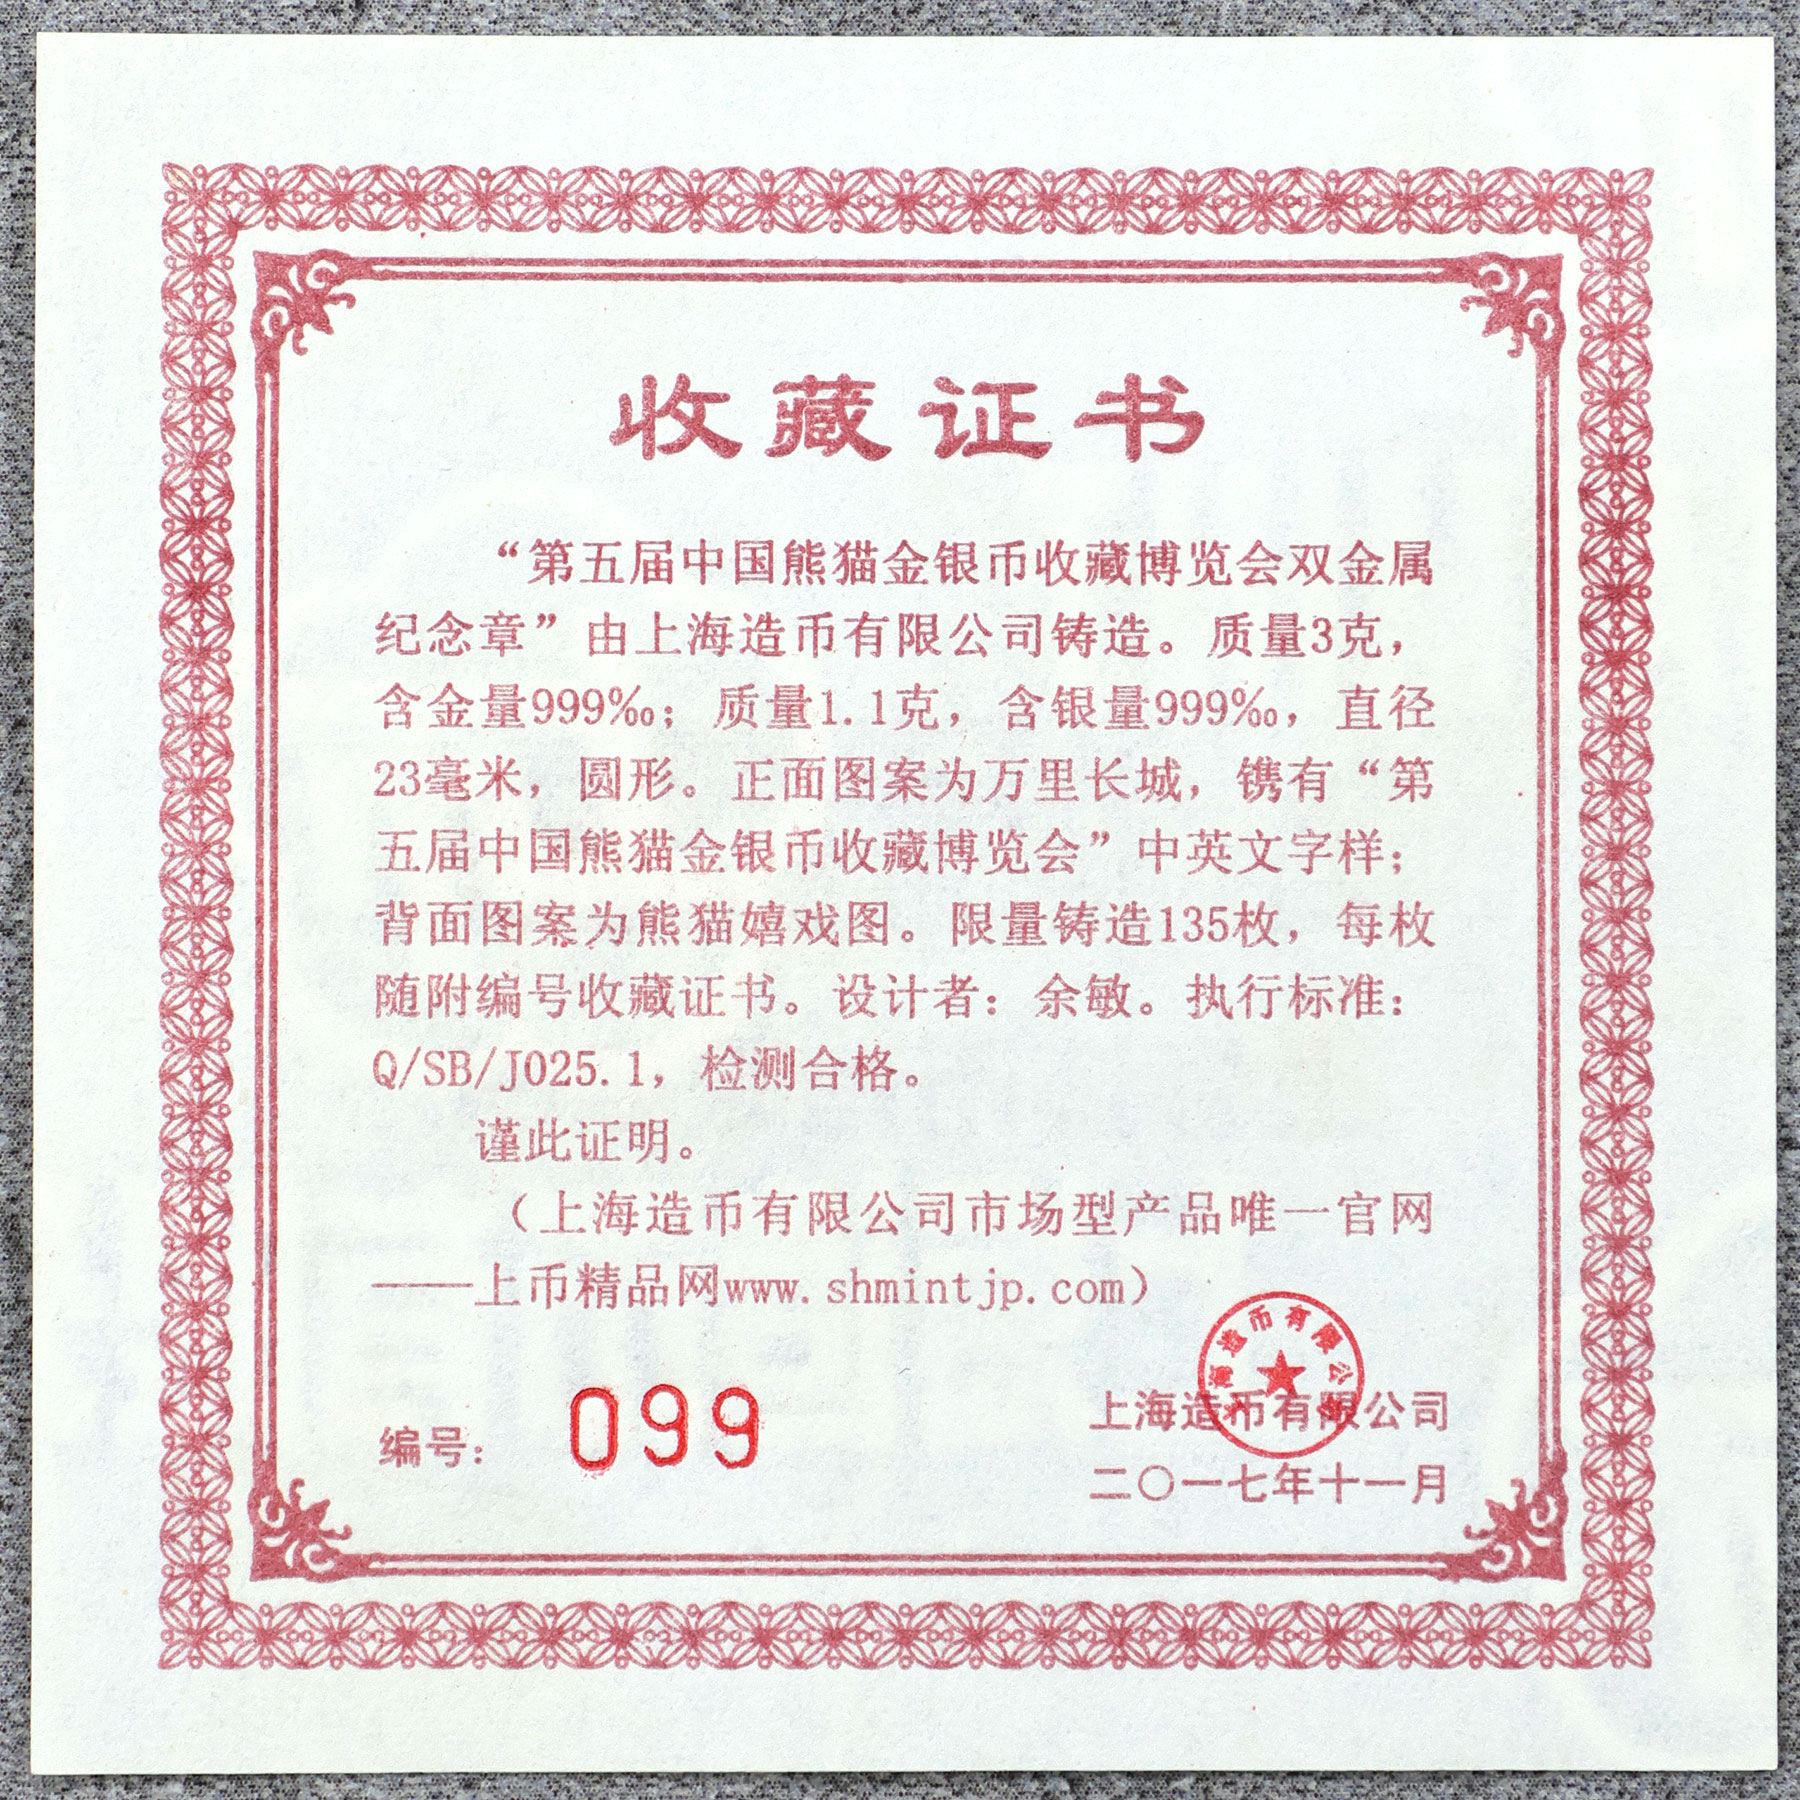 收藏证书
“第五届中国熊猫金银币收藏博览会双金属
纪念章”由上海造币有限公司铸造。质量3克，
含金量999‰；质量1.1克，含银量999‰，直径
23毫米，圆形。正面图案为万里长城，镌有“第
五届中国熊猫金银币收藏博览会”中英文字样；
背面图案为熊猫嬉戏图。限量铸造135枚，每枚
随附编号收藏证书。设计者：余敏。执行标准：
Q/SB/J025.1，检测合格。
谨此证明。
（上海造币有限公司市场型产品唯一官网
——上币精品网www.shmintjp.com）
编号：
099
上海造币有限公司
上海造币有限公司
二〇一七年十一月